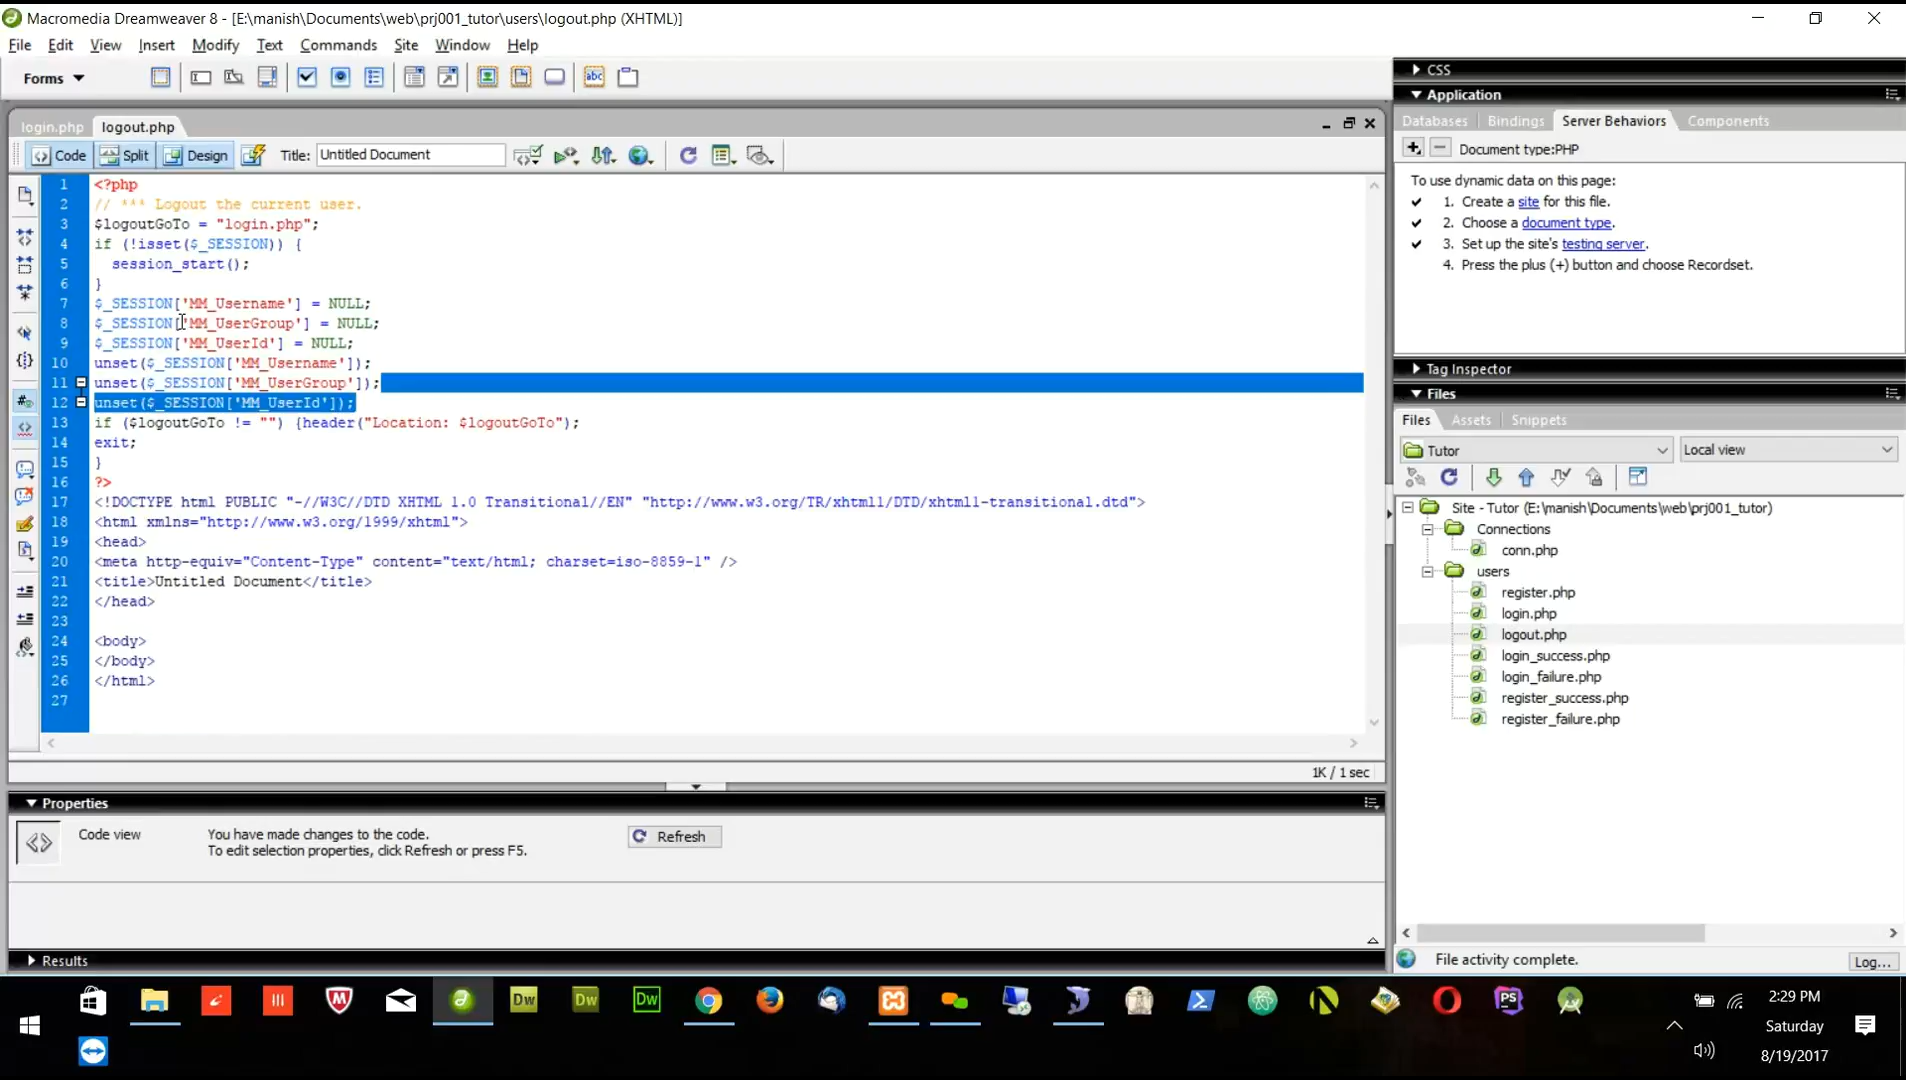 Macromedia Dreamweaver 8 - [E:\manish\Documents\web\prj001_tutor\users\logout.php (XHTML)]
File Edit View Insert Modify Text Commands Site Window Help
Forms
abc
login.php logout.php
Code Split Design Title: Untitled Document
1 <?php
2 // *** Logout the current user.
3 $logoutGoTo = "login.php";
4 if (!isset($_SESSION)) {
5 session_start();
6 }
7 $_SESSION['MM_Username'] = NULL;
8 $_SESSION['MM_UserGroup'] = NULL;
9 $_SESSION['MM_UserId'] = NULL;
10 unset($_SESSION['MM_Username']);
11 unset($_SESSION['MM_UserGroup']);
12 unset($_SESSION['MM_UserId']);
13 if ($logoutGoTo != "") {header("Location: $logoutGoTo");
14 exit;
15 }
16 ?>
17 <!DOCTYPE html PUBLIC "-//W3C//DTD XHTML 1.0 Transitional//EN" "http://www.w3.org/TR/xhtml1/DTD/xhtml1-transitional.dtd">
18 <html xmlns="http://www.w3.org/1999/xhtml">
19 <head>
20 <meta http-equiv="Content-Type" content="text/html; charset=iso-8859-1" />
21 <title>Untitled Document</title>
22 </head>
23
24 <body>
25 </body>
26 </html>
27
1K / 1 sec
Properties
Code view
You have made changes to the code.
To edit selection properties, click Refresh or press F5.
Refresh
Results
CSS
Application
Databases Bindings Server Behaviors Components
Document type:PHP
To use dynamic data on this page:
1. Create a site for this file.
2. Choose a document type.
3. Set up the site's testing server.
4. Press the plus (+) button and choose Recordset.
Tag Inspector
Files
Files Assets Snippets
Tutor Local view
Site - Tutor (E:\manish\Documents\web\prj001_tutor)
Connections
conn.php
users
register.php
login.php
logout.php
login_success.php
login_failure.php
register_success.php
register_failure.php
File activity complete. Log...
Dw Dw Dw PS
2:29 PM
Saturday
8/19/2017